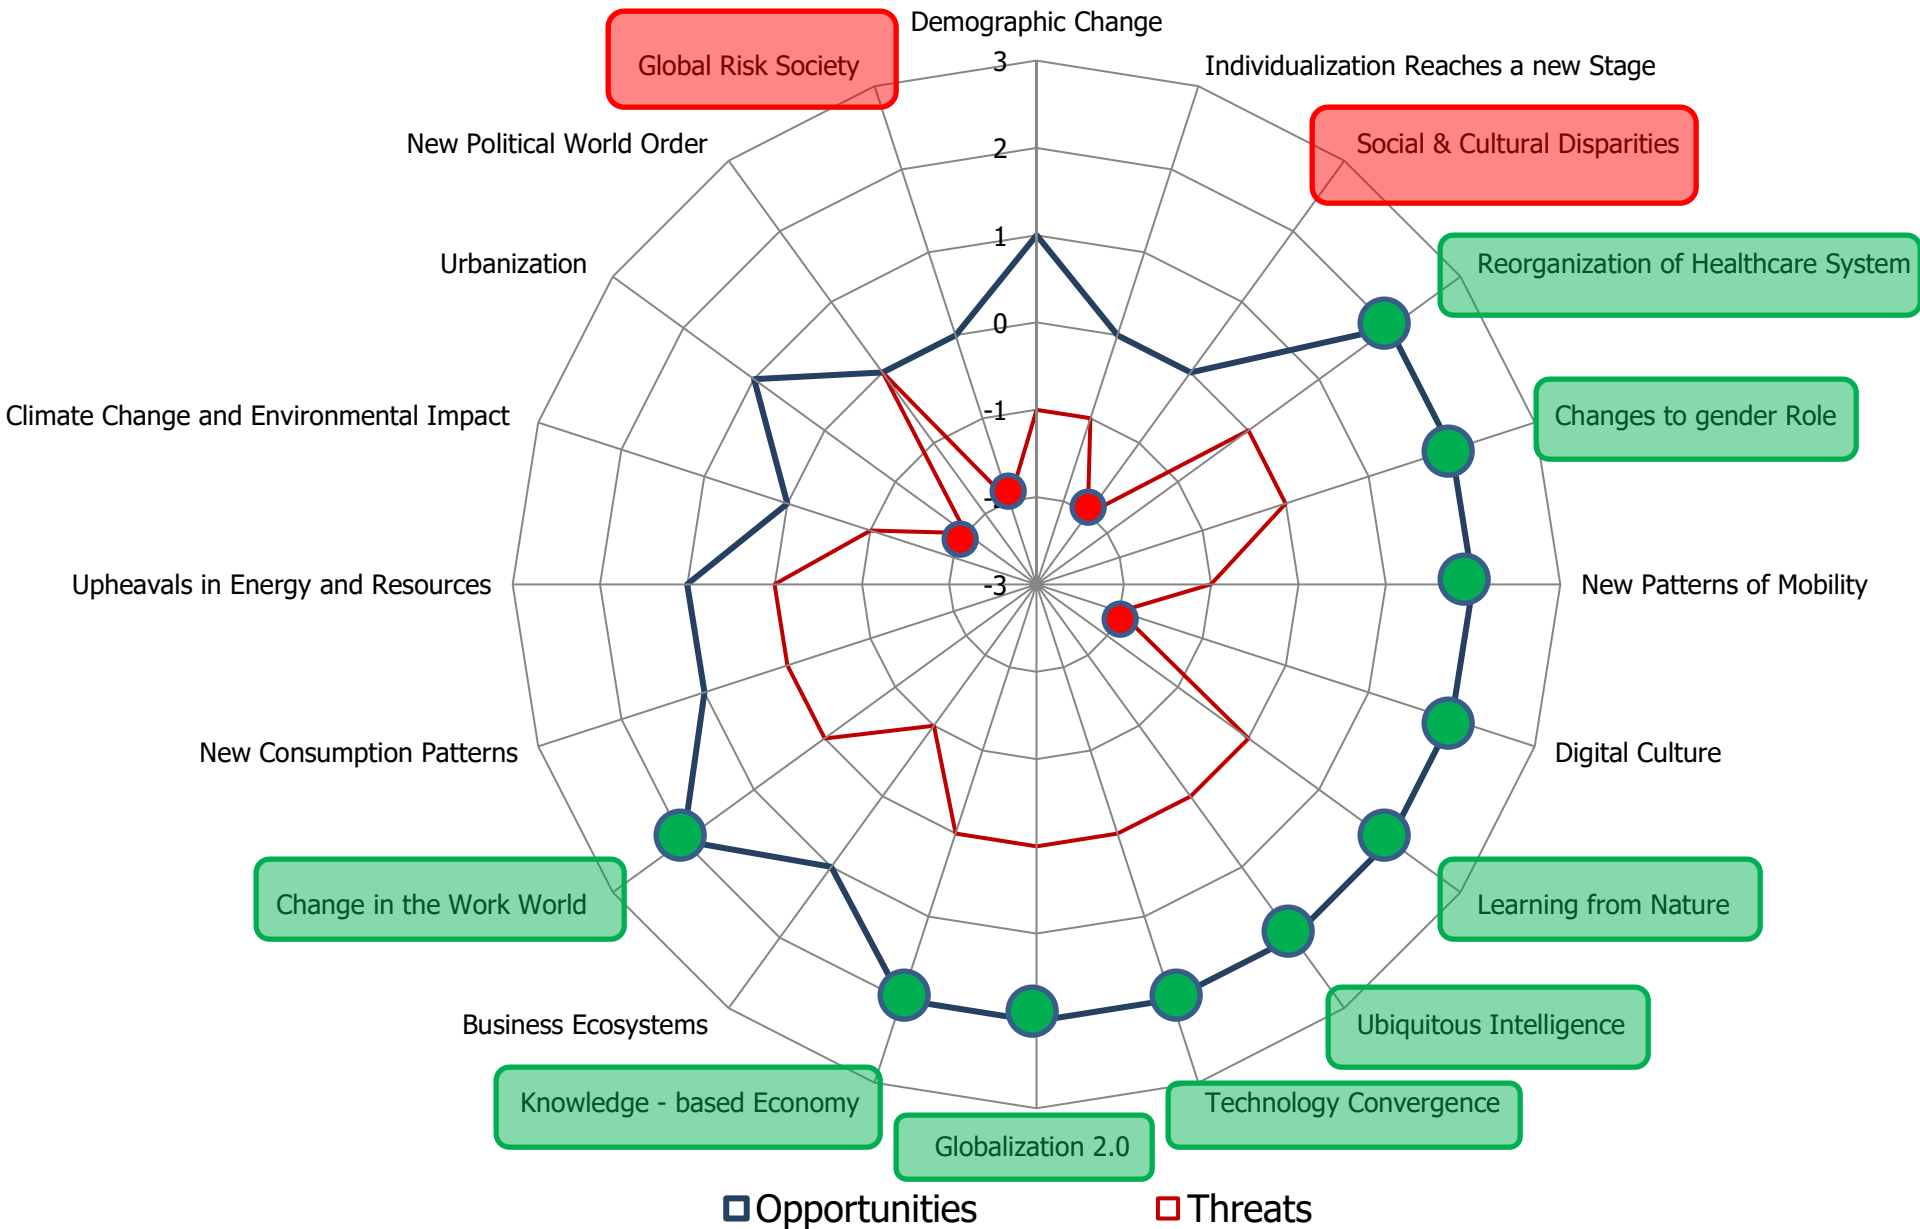 Demographic Change
Global Risk Society
Individualization Reaches a new Stage
3
New Political World Order
Social & Cultural Disparities
2
Urbanization
1
Reorganization of Healthcare System
0
Climate Change and Environmental Impact
-1
Changes to gender Role
Upheavals in Energy and Resources
-3
New Patterns of Mobility
New Consumption Patterns
Digital Culture
Change in the Work World
Learning from Nature
Business Ecosystems
Ubiquitous Intelligence
Knowledge - based Economy
Technology Convergence
Globalization 2.0
Opportunities
Threats